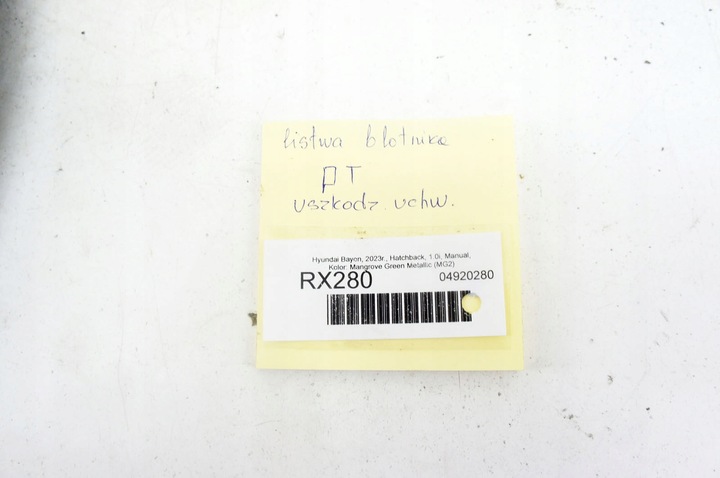 listwa błotnika
PT
uszkodz. uchw.
Hyundai Bayon, 2023r., Hatchback, 1.0i, Manual,
Kolor: Mangrove Green Metallic (MG2)
RX280 04920280